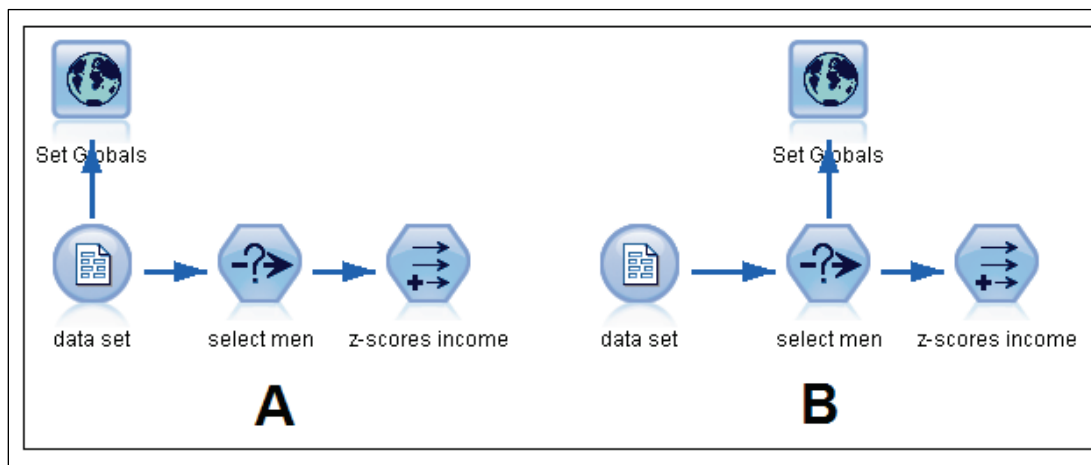 Set Globals
Set Globals
data set
select men
z-scores income
data set
select men
z-scores income
A
B